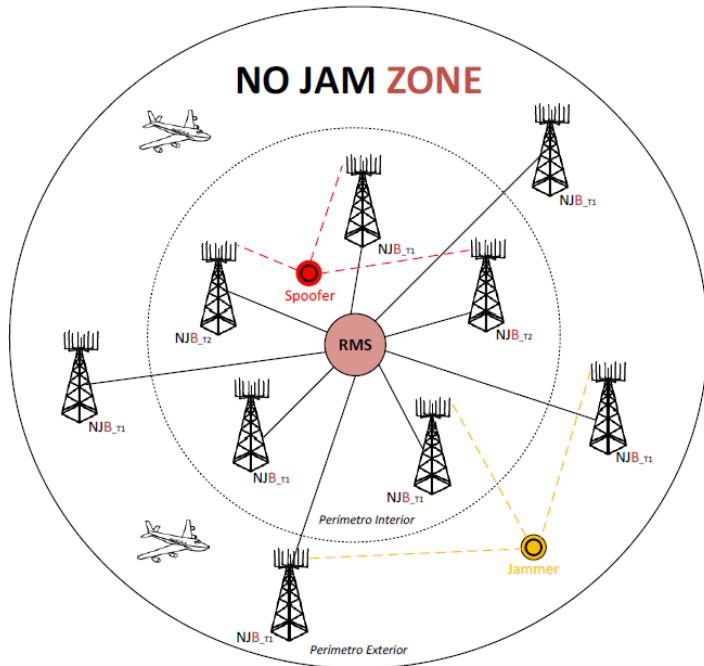 NO JAM ZONE
NJB_T1
NJB_T1
Spoofer
NJB_T2
NJB_T2
RMS
NJB_T1
NJB_T1
NJB_T1
NJB_T1
Perímetro Interior
Jammer
NJB_T1
Perímetro Exterior